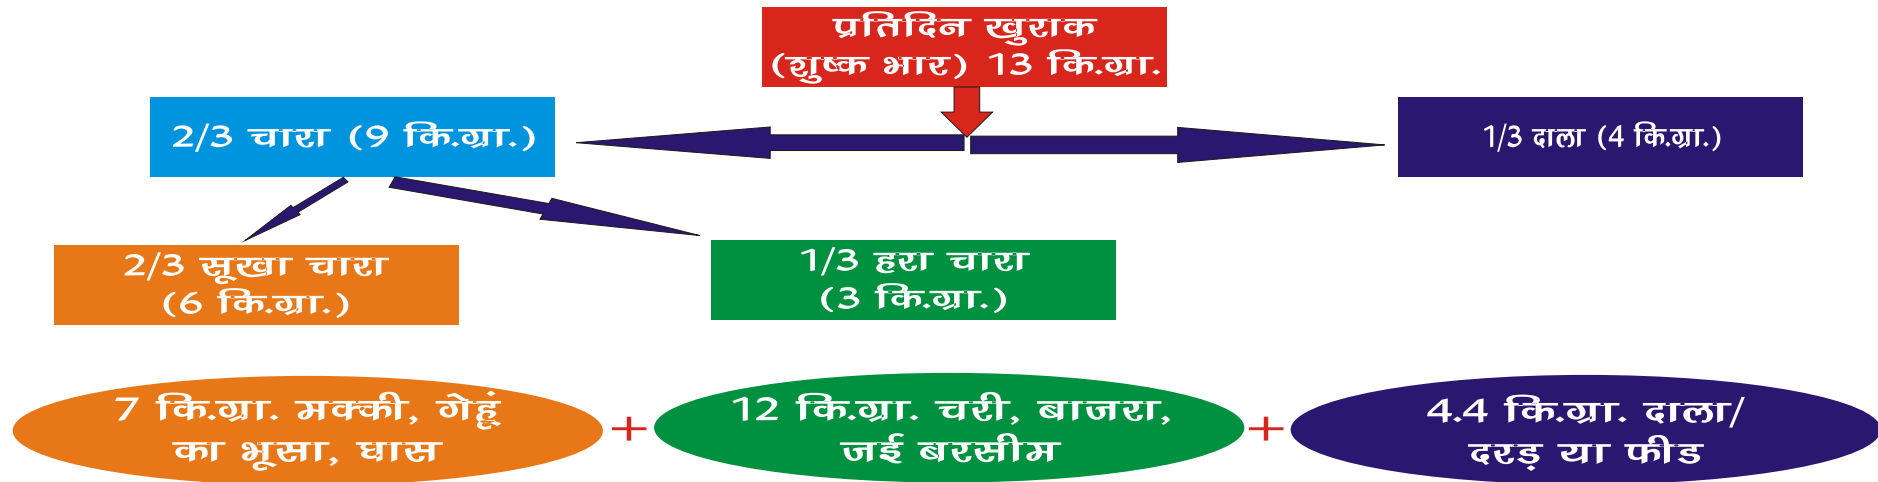 प्रतिदिन खुराक
(शुष्क भार) 13 कि.ग्रा.
2/3 चारा (9 कि.ग्रा.)
1/3 दाला (4 कि.ग्रा.)
2/3 सूखा चारा
(6 कि.ग्रा.)
1/3 हरा चारा
(3 कि.ग्रा.)
7 कि.ग्रा. मक्की, गेहूं
का भूसा, घास
+
12 कि.ग्रा. चरी, बाजरा,
जई बरसीम
+
4.4 कि.ग्रा. दाला/
दरड़ या फीड